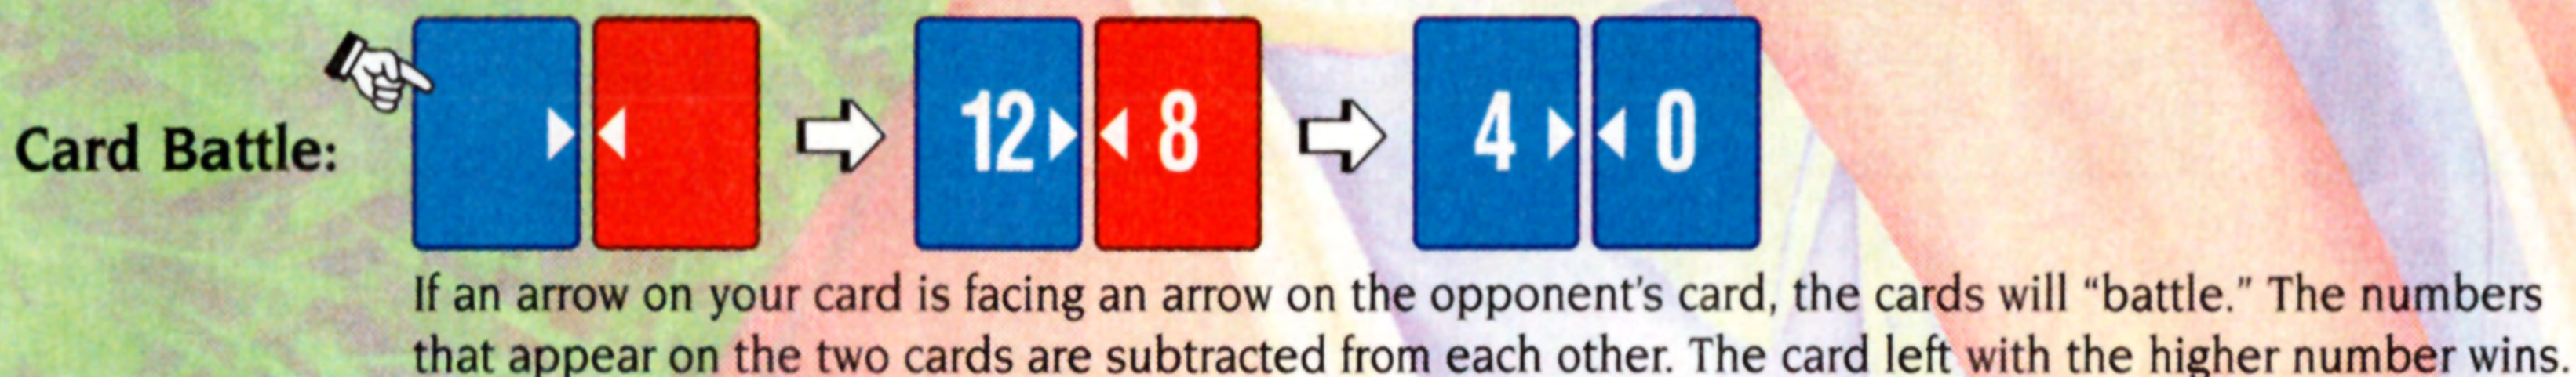 12 8 4 0
Card Battle:
If an arrow on your card is facing an arrow on the opponent's card, the cards will “battle.” The numbers
that appear on the two cards are subtracted from each other. The card left with the higher number wins.